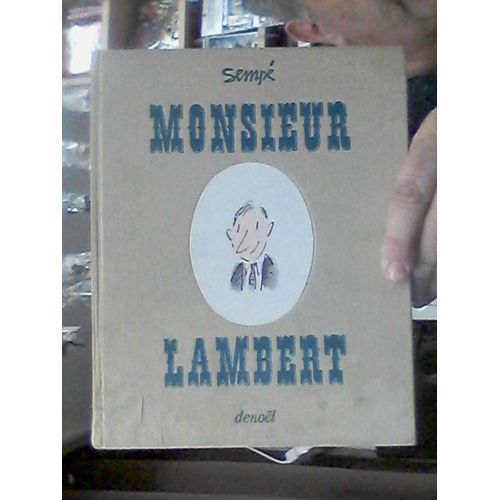 Sempé
MONSIEUR
LAMBERT
denoël